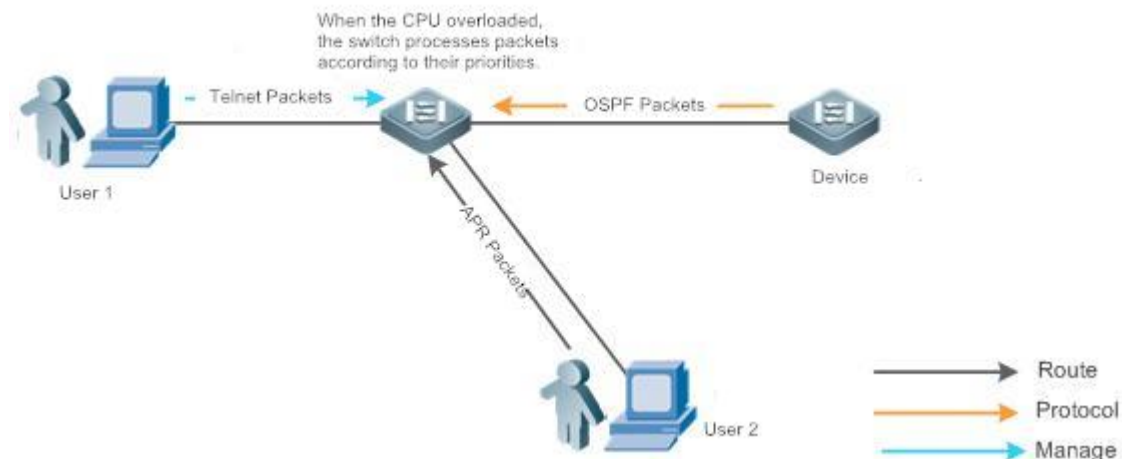 When the CPU overloaded,
the switch processes packets
according to their priorities.
Telnet Packets
OSPF Packets
User 1
Device
APR Packets
User 2
Route
Protocol
Manage